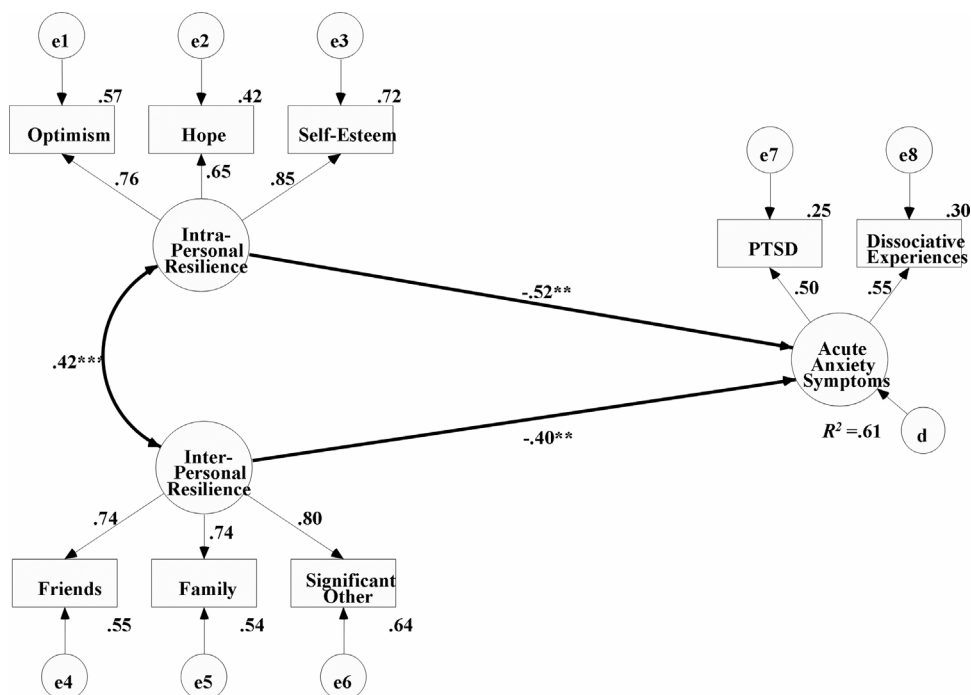 e1
e2
e3
.57
.42
.72
Optimism
Hope
Self-Esteem
e7
e8
.76
.65
.85
.25
.30
PTSD
Dissociative
Experiences
Intra-
Personal
Resilience
.50
.55
-.52**
Acute
Anxiety
Symptoms
.42***
-.40**
R² =.61
d
Inter-
Personal
Resilience
.74
.74
.80
Friends
Family
Significant
Other
.55
.54
.64
e4
e5
e6